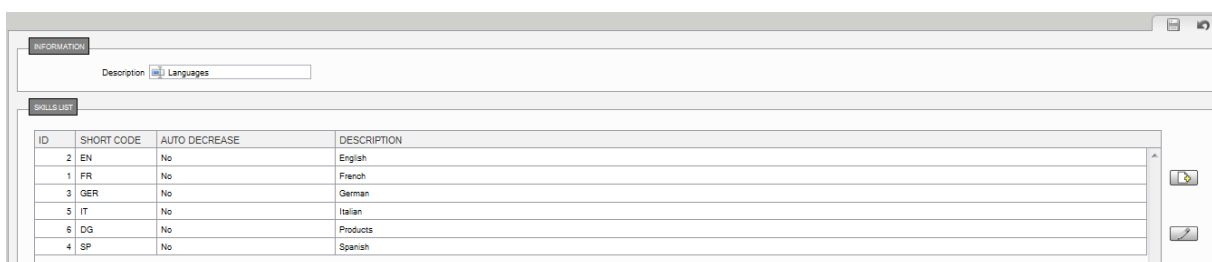 INFORMATION
Description Languages
SKILLS LIST
ID SHORT CODE AUTO DECREASE DESCRIPTION
2 EN No English
1 FR No French
3 GER No German
5 IT No Italian
6 DG No Products
4 SP No Spanish